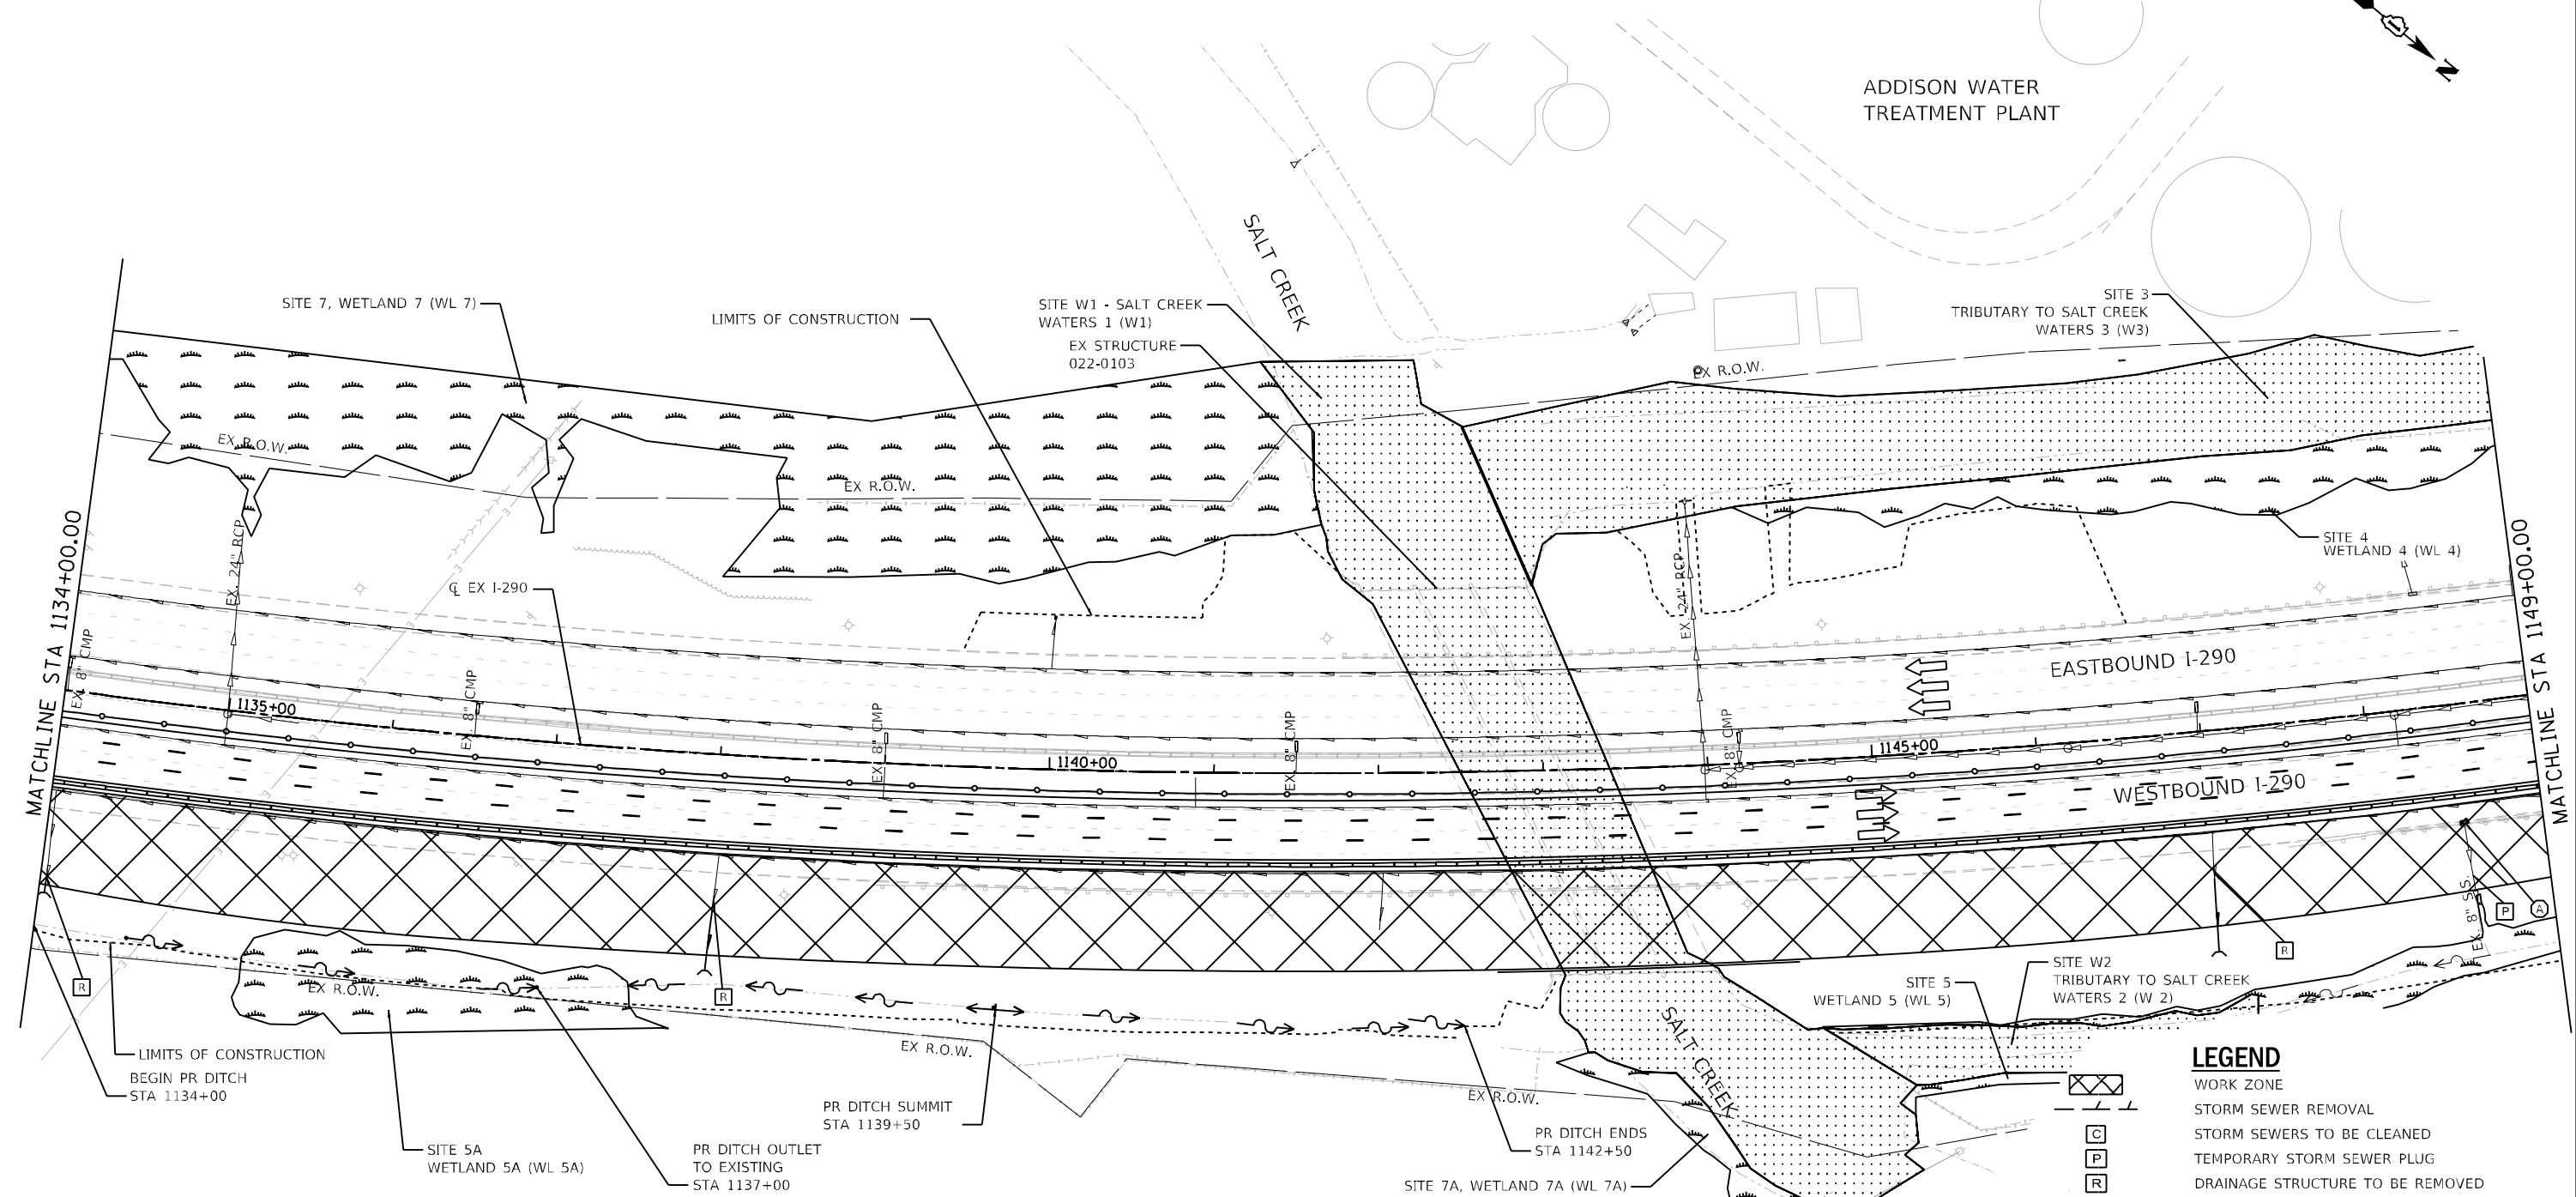 N
ADDISON WATER
TREATMENT PLANT
SALT CREEK
SITE 7, WETLAND 7 (WL 7)
LIMITS OF CONSTRUCTION
SITE W1 - SALT CREEK
WATERS 1 (W1)
EX STRUCTURE
022-0103
SITE 3
TRIBUTARY TO SALT CREEK
WATERS 3 (W3)
EX R.O.W.
EX R.O.W.
EX R.O.W.
MATCHLINE STA 1134+00.00
EX. 24" RCP
℄ EX I-290
EX. 24" RCP
SITE 4
WETLAND 4 (WL 4)
MATCHLINE STA 1149+00.00
EX. 8" CMP
EX. 8" CMP
EX. 8" CMP
EX. 8" CMP
EX. 8" CMP
EASTBOUND I-290
1135+00
1140+00
1145+00
WESTBOUND I-290
P
A
R
EX. 8" S.S.
R
R
EX R.O.W.
SITE W2
TRIBUTARY TO SALT CREEK
WATERS 2 (W 2)
SITE 5
WETLAND 5 (WL 5)
SALT CREEK
LIMITS OF CONSTRUCTION
BEGIN PR DITCH
STA 1134+00
EX R.O.W.
EX R.O.W.
PR DITCH SUMMIT
STA 1139+50
SITE 5A
WETLAND 5A (WL 5A)
PR DITCH OUTLET
TO EXISTING
STA 1137+00
PR DITCH ENDS
STA 1142+50
SITE 7A, WETLAND 7A (WL 7A)
LEGEND
WORK ZONE
STORM SEWER REMOVAL
C STORM SEWERS TO BE CLEANED
P TEMPORARY STORM SEWER PLUG
R DRAINAGE STRUCTURE TO BE REMOVED